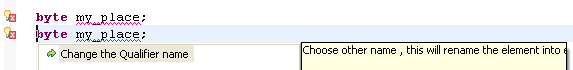 byte my_place;
byte my_place;
Change the Qualifier name
Choose other name , this will rename the element into